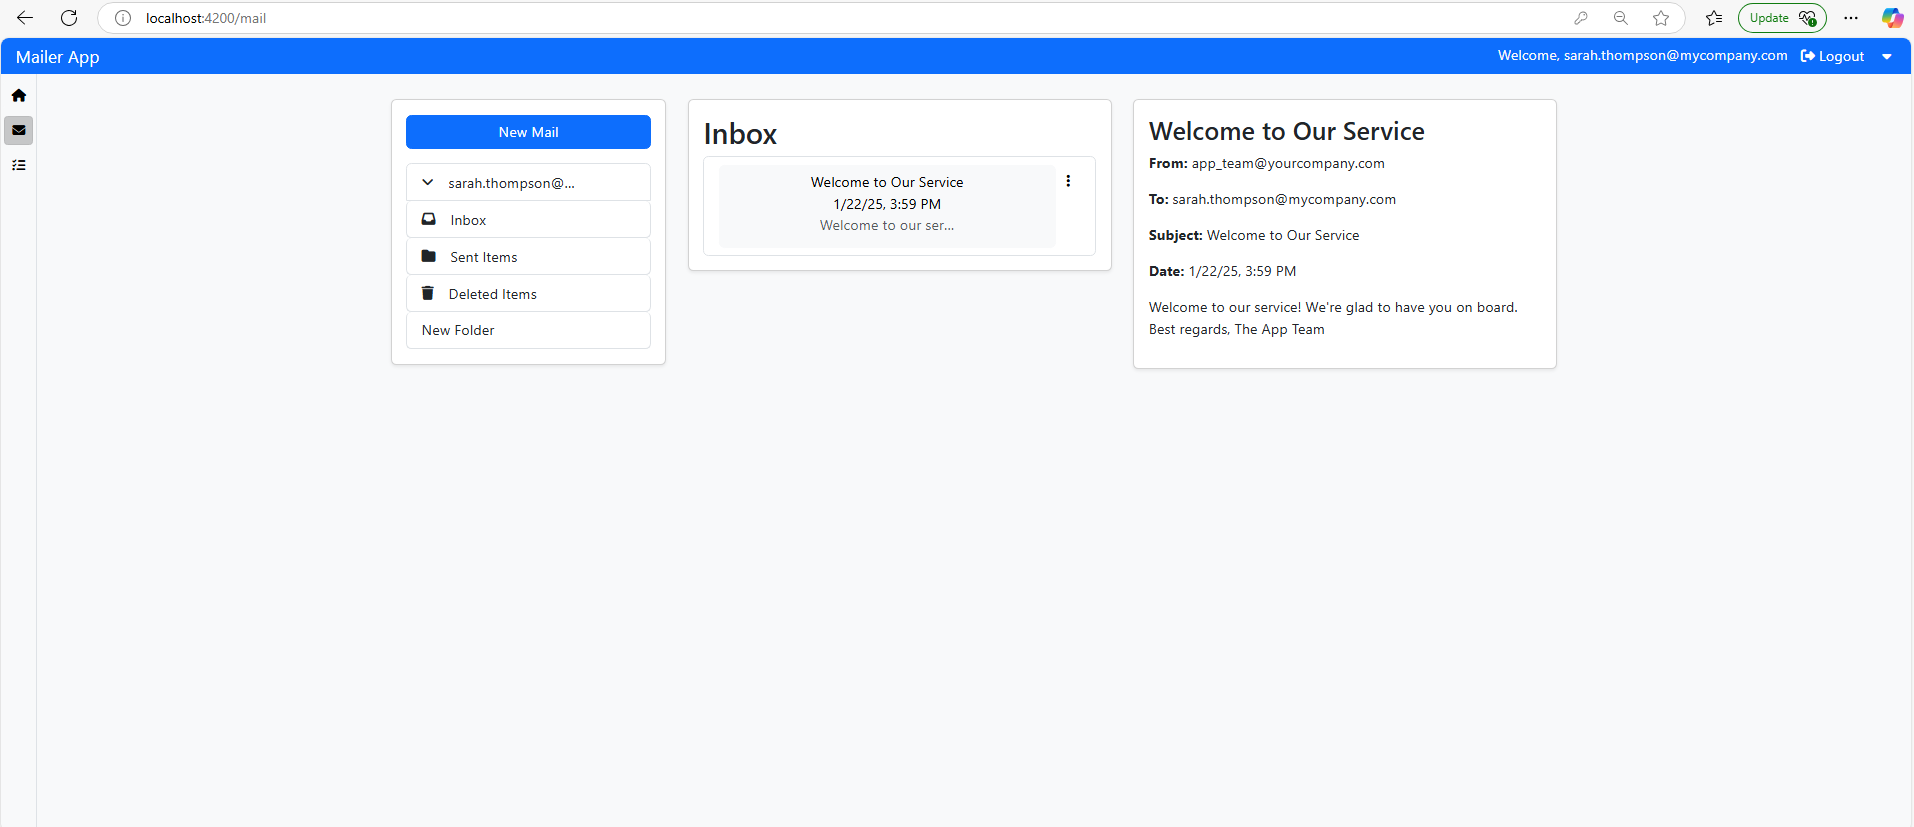 localhost:4200/mail
Update
Mailer App
Welcome, sarah.thompson@mycompany.com
Logout
New Mail
sarah.thompson@...
Inbox
Sent Items
Deleted Items
New Folder
Inbox
Welcome to Our Service
1/22/25, 3:59 PM
Welcome to our ser...
Welcome to Our Service
From: app_team@yourcompany.com
To: sarah.thompson@mycompany.com
Subject: Welcome to Our Service
Date: 1/22/25, 3:59 PM
Welcome to our service! We're glad to have you on board.
Best regards, The App Team